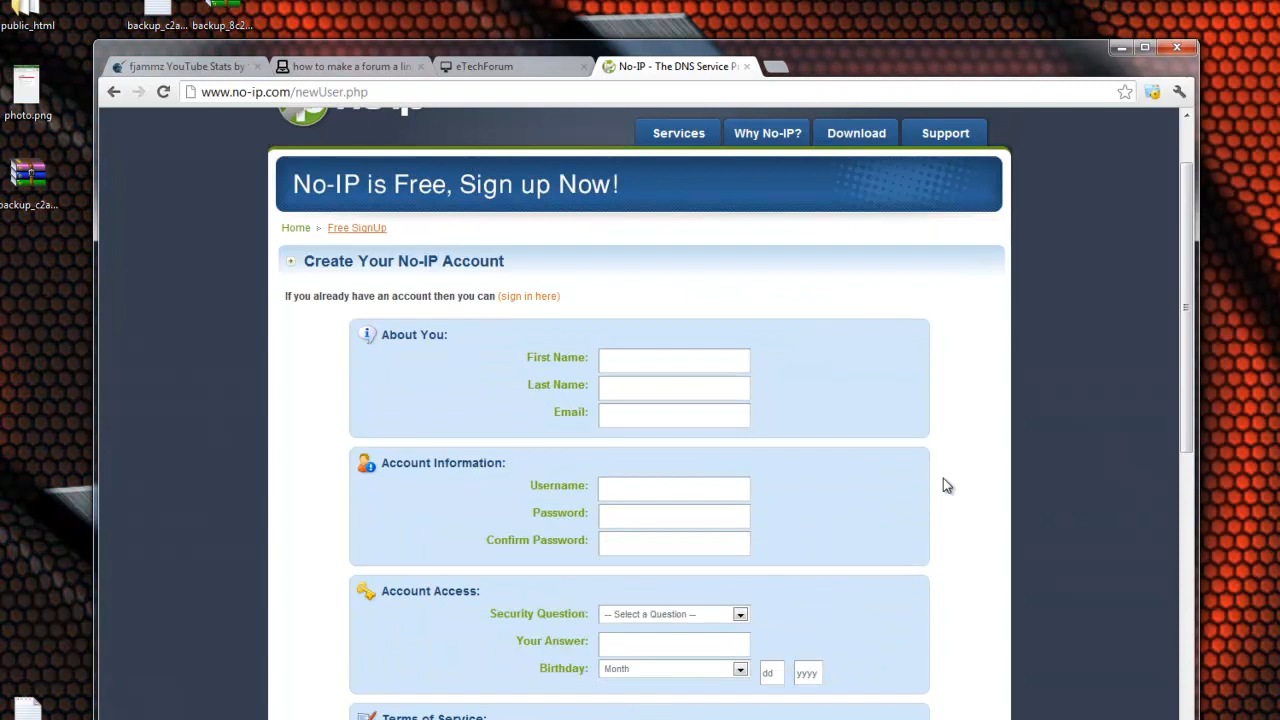 public_html
backup_c2a... backup_8c2...
photo.png
backup_c2a...
fjammz YouTube Stats by
how to make a forum a lin
eTechForum
No-IP - The DNS Service P
www.no-ip.com/newUser.php
no-ip
Services
Why No-IP?
Download
Support
No-IP is Free, Sign up Now!
Home
Free SignUp
Create Your No-IP Account
If you already have an account then you can (sign in here)
About You:
First Name:
Last Name:
Email:
Account Information:
Username:
Password:
Confirm Password:
Account Access:
Security Question: -- Select a Question --
Your Answer:
Birthday: Month dd yyyy
Terms of Service: